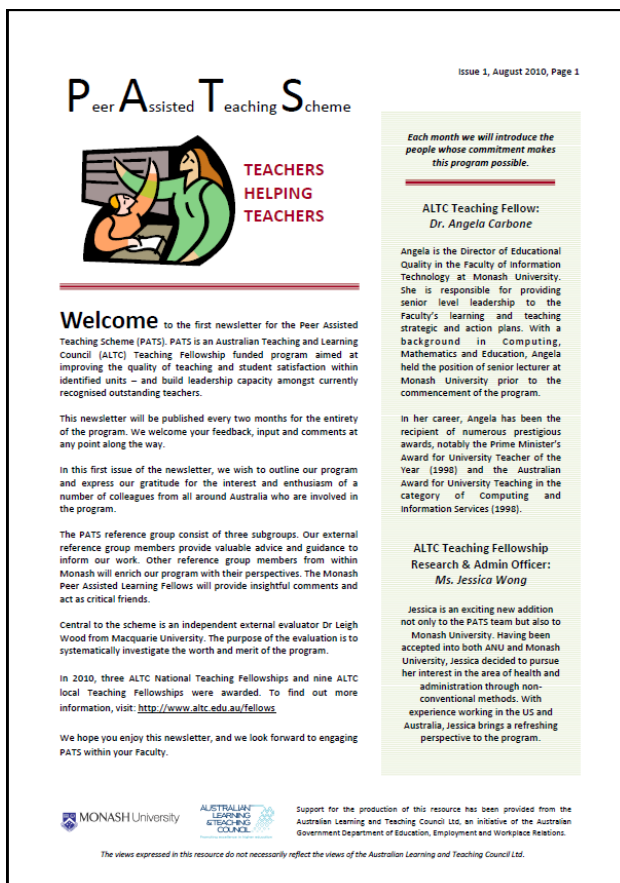 Issue 1, August 2010, Page 1
Peer Assisted Teaching Scheme
TEACHERS
HELPING
TEACHERS
Welcome to the first newsletter for the Peer Assisted
Teaching Scheme (PATS). PATS is an Australian Teaching and Learning
Council (ALTC) Teaching Fellowship funded program aimed at
improving the quality of teaching and student satisfaction within
identified units – and build leadership capacity amongst currently
recognised outstanding teachers.
This newsletter will be published every two months for the entirety
of the program. We welcome your feedback, input and comments at
any point along the way.
In this first issue of the newsletter, we wish to outline our program
and express our gratitude for the interest and enthusiasm of a
number of colleagues from all around Australia who are involved in
the program.
The PATS reference group consist of three subgroups. Our external
reference group members provide valuable advice and guidance to
inform our work. Other reference group members from within
Monash will enrich our program with their perspectives. The Monash
Peer Assisted Learning Fellows will provide insightful comments and
act as critical friends.
Central to the scheme is an independent external evaluator Dr Leigh
Wood from Macquarie University. The purpose of the evaluation is to
systematically investigate the worth and merit of the program.
In 2010, three ALTC National Teaching Fellowships and nine ALTC
local Teaching Fellowships were awarded. To find out more
information, visit: http://www.altc.edu.au/fellows
We hope you enjoy this newsletter, and we look forward to engaging
PATS within your Faculty.
Each month we will introduce the
people whose commitment makes
this program possible.
ALTC Teaching Fellow:
Dr. Angela Carbone
Angela is the Director of Educational
Quality in the Faculty of Information
Technology at Monash University.
She is responsible for providing
senior level leadership to the
Faculty's learning and teaching
strategic and action plans. With a
background in Computing,
Mathematics and Education, Angela
held the position of senior lecturer at
Monash University prior to the
commencement of the program.
In her career, Angela has been the
recipient of numerous prestigious
awards, notably the Prime Minister's
Award for University Teacher of the
Year (1998) and the Australian
Award for University Teaching in the
category of Computing and
Information Services (1998).
ALTC Teaching Fellowship
Research & Admin Officer:
Ms. Jessica Wong
Jessica is an exciting new addition
not only to the PATS team but also to
Monash University. Having been
accepted into both ANU and Monash
University, Jessica decided to pursue
her interest in the area of health and
administration through non-
conventional methods. With
experience working in the US and
Australia, Jessica brings a refreshing
perspective to the program.
MONASH University
AUSTRALIAN
LEARNING
&TEACHING
COUNCIL
Support for the production of this resource has been provided from the
Australian Learning and Teaching Council Ltd, an initiative of the Australian
Government Department of Education, Employment and Workplace Relations.
The views expressed in this resource do not necessarily reflect the views of the Australian Learning and Teaching Council Ltd.